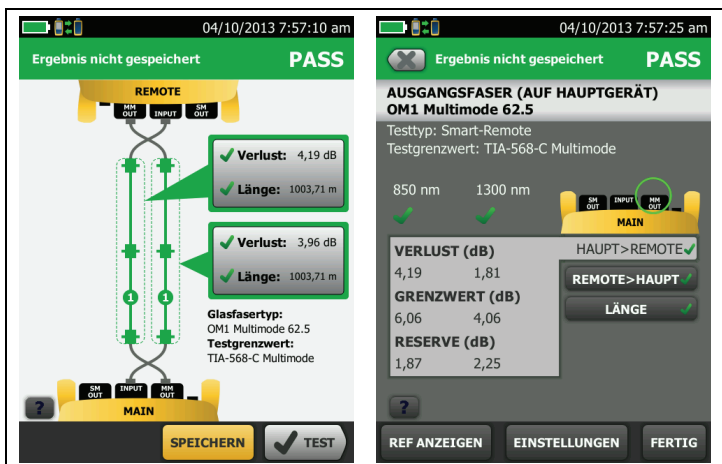 04/10/2013 7:57:10 am
Ergebnis nicht gespeichert PASS
REMOTE
MM OUT INPUT SM OUT
Verlust: 4,19 dB
Länge: 1003,71 m
Verlust: 3,96 dB
Länge: 1003,71 m
1 1
Glasfasertyp:
OM1 Multimode 62.5
Testgrenzwert:
TIA-568-C Multimode
SM OUT INPUT MM OUT
? MAIN
SPEICHERN TEST
04/10/2013 7:57:25 am
Ergebnis nicht gespeichert PASS
AUSGANGSFASER (AUF HAUPTGERÄT)
OM1 Multimode 62.5
Testtyp: Smart-Remote
Testgrenzwert: TIA-568-C Multimode
850 nm 1300 nm
SM OUT INPUT MM OUT
MAIN
VERLUST (dB) HAUPT>REMOTE
4,19 1,81
REMOTE>HAUPT
GRENZWERT (dB)
LÄNGE
6,06 4,06
RESERVE (dB)
1,87 2,25
?
REF ANZEIGEN EINSTELLUNGEN FERTIG